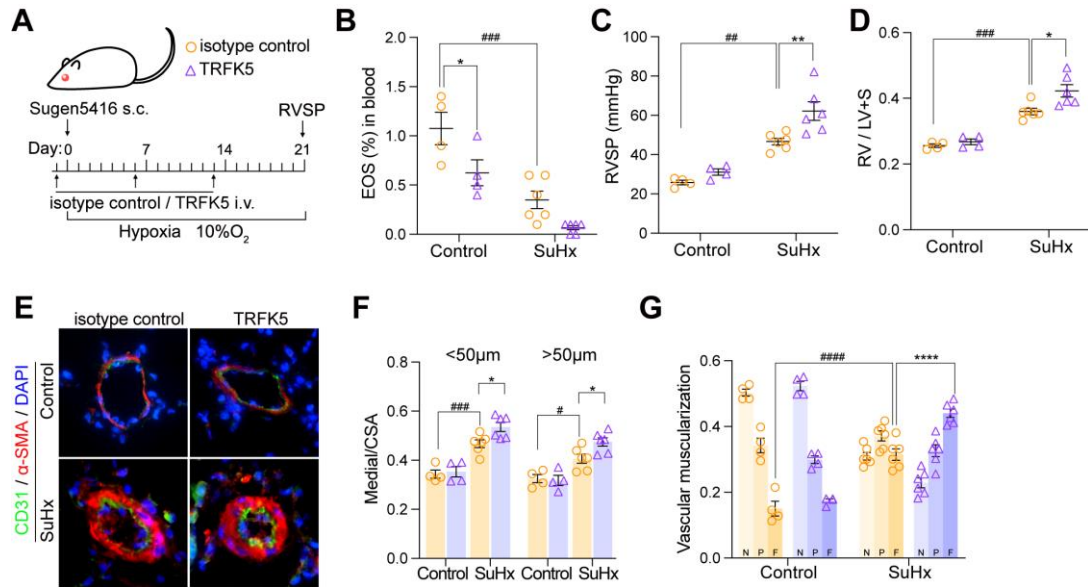 A
isotype control
TRFK5
Sugen5416 s.c.
RVSP
Day: 0 7 14 21
isotype control / TRFK5 i.v.
Hypoxia 10%O2
B
EOS (%) in blood
2.0
1.5
1.0
0.5
0.0
###
*
Control SuHx
C
RVSP (mmHg)
100
80
60
40
20
0
##
**
Control SuHx
D
RV / LV+S
0.6
0.4
0.2
0.0
###
*
Control SuHx
E
isotype control TRFK5
CD31 / α-SMA / DAPI
Control
SuHx
F
<50μm >50μm
Medial/CSA
0.8
0.6
0.4
0.2
0.0
###
*
#
*
Control SuHx Control SuHx
G
Vascular muscularization
0.6
0.4
0.2
0.0
####
****
N P F N P F N P F N P F
Control SuHx